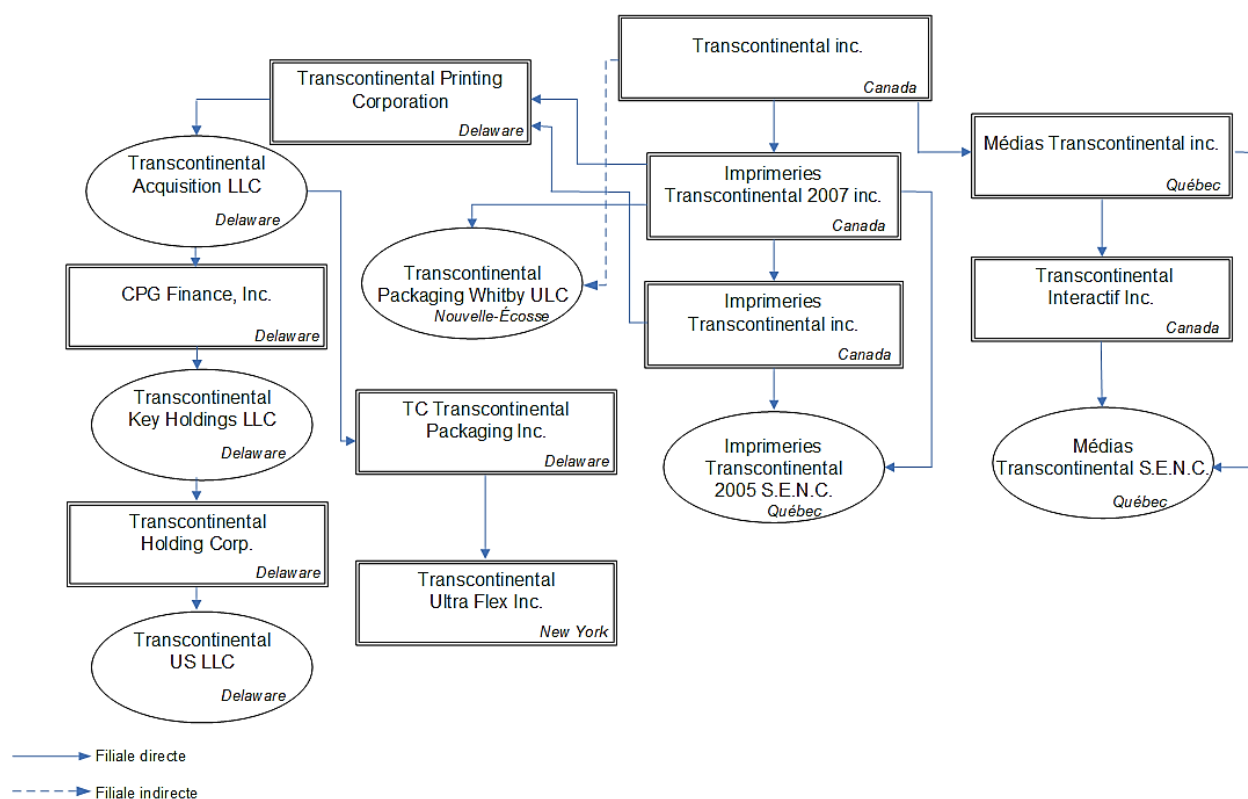 Transcontinental inc.
Canada
Transcontinental Printing
Corporation
Delaware
Médias Transcontinental inc.
Québec
Transcontinental
Acquisition LLC
Delaware
Imprimeries
Transcontinental 2007 inc.
Canada
CPG Finance, Inc.
Delaware
Transcontinental
Packaging Whitby ULC
Nouvelle-Écosse
Imprimeries
Transcontinental inc.
Canada
Transcontinental
Interactif Inc.
Canada
Transcontinental
Key Holdings LLC
Delaware
TC Transcontinental
Packaging Inc.
Delaware
Imprimeries
Transcontinental
2005 S.E.N.C.
Québec
Médias
Transcontinental S.E.N.C.
Québec
Transcontinental
Holding Corp.
Delaware
Transcontinental
Ultra Flex Inc.
New York
Transcontinental
US LLC
Delaware
Filiale directe
Filiale indirecte